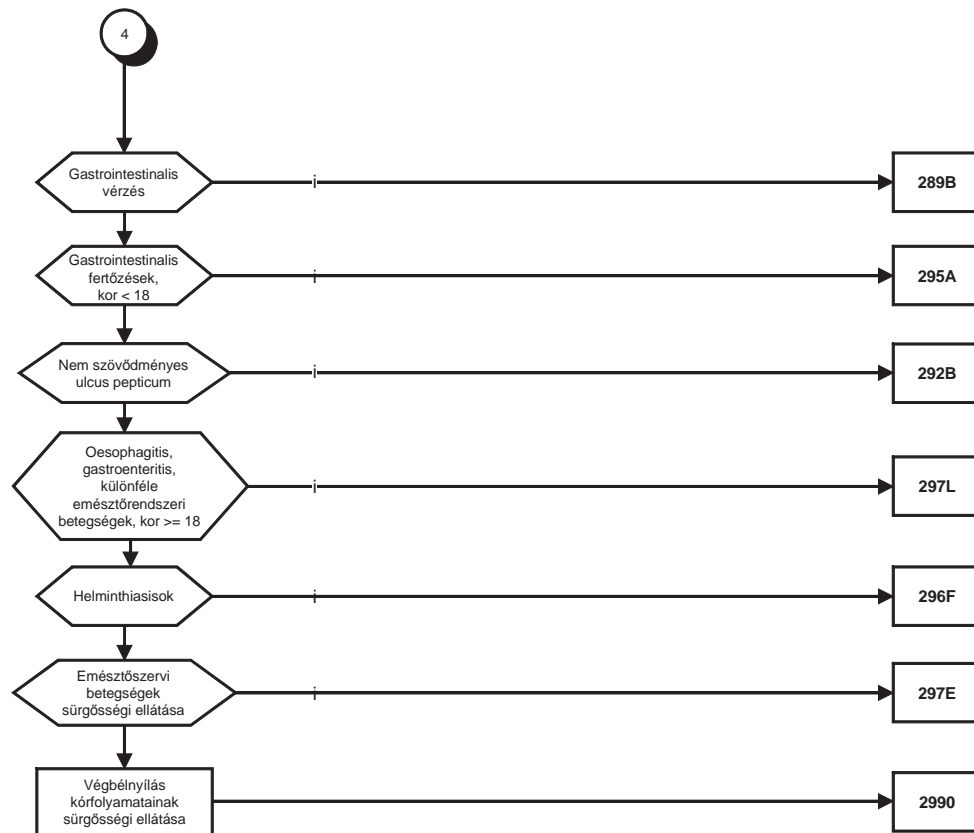 4
Gastrointestinalis
vérzés
i
289B
Gastrointestinalis
fertőzések,
kor < 18
i
295A
Nem szövődményes
ulcus pepticum
i
292B
Oesophagitis,
gastroenteritis,
különféle
emésztőrendszeri
betegségek, kor >= 18
i
297L
Helminthiasisok
i
296F
Emésztőszervi
betegségek
sürgősségi ellátása
i
297E
Végbélnyílás
kórfolyamatainak
sürgősségi ellátása
2990